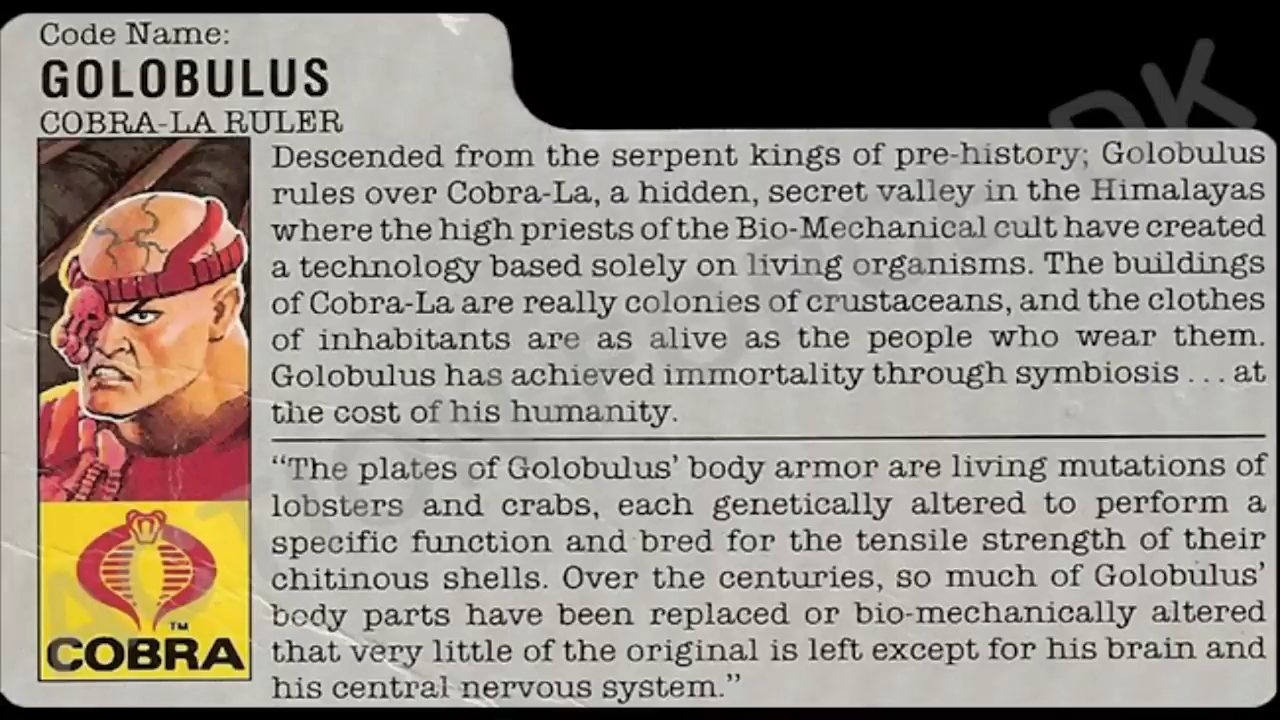 Code Name:
GOLOBULUS
COBRA-LA RULER
Descended from the serpent kings of pre-history; Golobulus
rules over Cobra-La, a hidden, secret valley in the Himalayas
where the high priests of the Bio-Mechanical cult have created
a technology based solely on living organisms. The buildings
of Cobra-La are really colonies of crustaceans, and the clothes
of inhabitants are as alive as the people who wear them.
Golobulus has achieved immortality through symbiosis ... at
the cost of his humanity.
“The plates of Golobulus’ body armor are living mutations of
lobsters and crabs, each genetically altered to perform a
specific function and bred for the tensile strength of their
chitinous shells. Over the centuries, so much of Golobulus’
body parts have been replaced or bio-mechanically altered
that very little of the original is left except for his brain and
his central nervous system.”
TM
COBRA